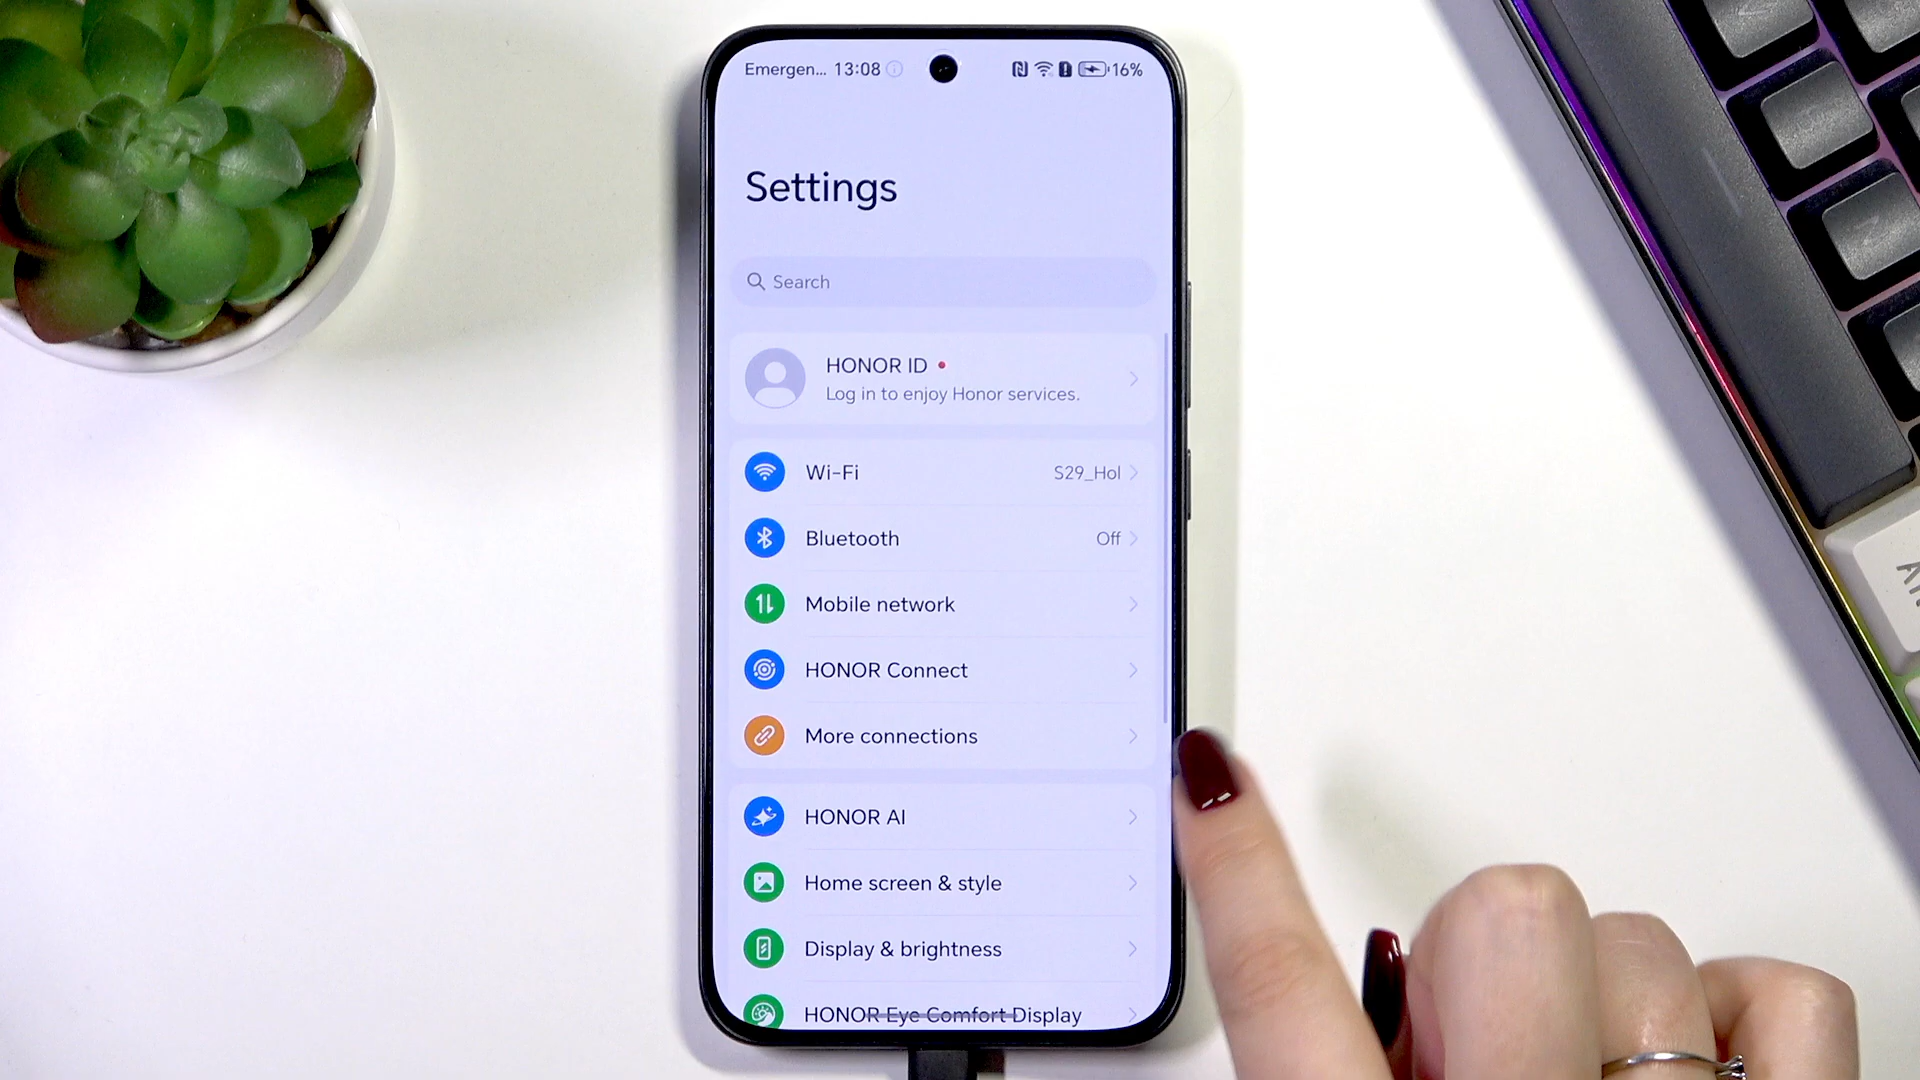 Emergen... 13:08 16%
Settings
Search
HONOR ID
Log in to enjoy Honor services.
Wi-Fi S29_Hol
Bluetooth Off
Mobile network
HONOR Connect
More connections
HONOR AI
Home screen & style
Display & brightness
HONOR Eye Comfort Display